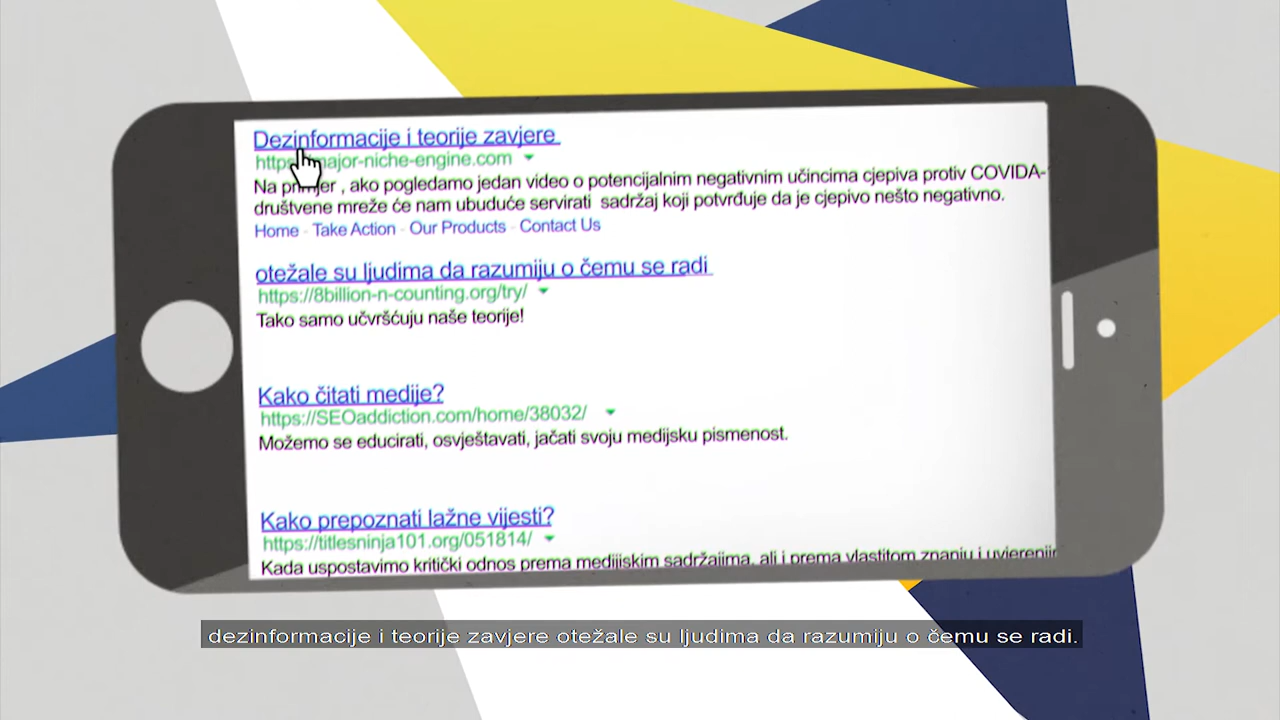 Dezinformacije i teorije zavjere
major-niche-engine.com
Na primjer , ako pogledamo jedan video o potencijalnim negativnim učincima cjepiva protiv COVIDA-
društvene mreže će nam ubuduće servirati sadržaj koji potvrđuje da je cjepivo nešto negativno.
Home - Take Action - Our Products - Contact Us
otežale su ljudima da razumiju o čemu se radi
https://8billion-n-counting.org/try/
Tako samo učvršćuju naše teorije!
Kako čitati medije?
https://SEOaddiction.com/home/38032/
Možemo se educirati, osvještavati, jačati svoju medijsku pismenost.
Kako prepoznati lažne vijesti?
https://titlesninja101.org/051814/
Kada uspostavimo kritički odnos prema medijiskim sadržajima, ali i prema vlastitom znanju i
dezinformacije i teorije zavjere otežale su ljudima da razumiju o čemu se radi.